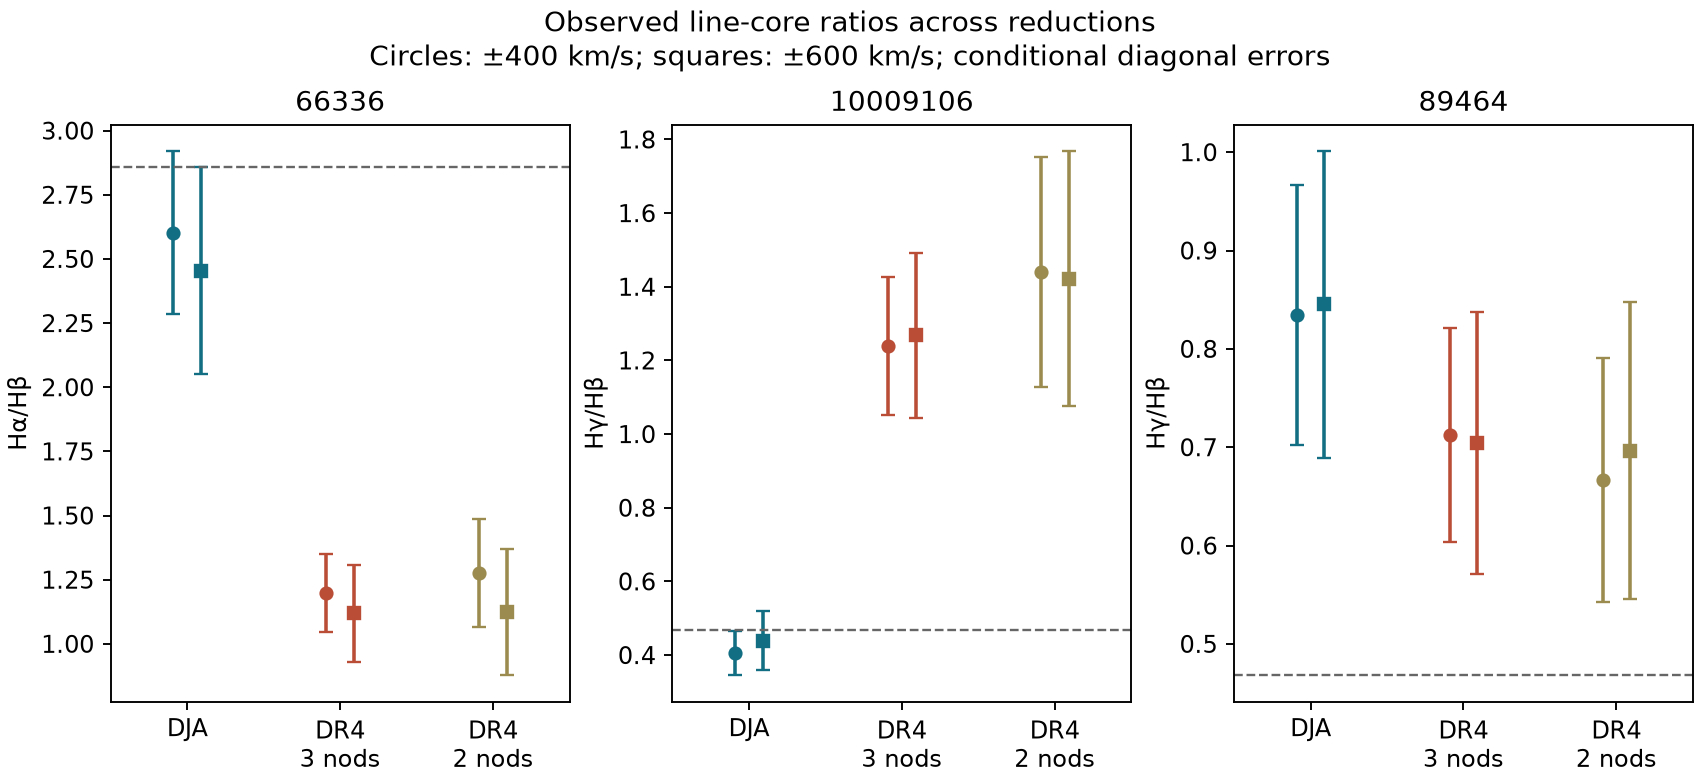 Observed line-core ratios across reductions
Circles: ±400 km/s; squares: ±600 km/s; conditional diagonal errors
66336
Hα/Hβ
3.00
2.75
2.50
2.25
2.00
1.75
1.50
1.25
1.00
DJA
DR4
3 nods
DR4
2 nods
10009106
Hγ/Hβ
1.8
1.6
1.4
1.2
1.0
0.8
0.6
0.4
DJA
DR4
3 nods
DR4
2 nods
89464
Hγ/Hβ
1.0
0.9
0.8
0.7
0.6
0.5
DJA
DR4
3 nods
DR4
2 nods